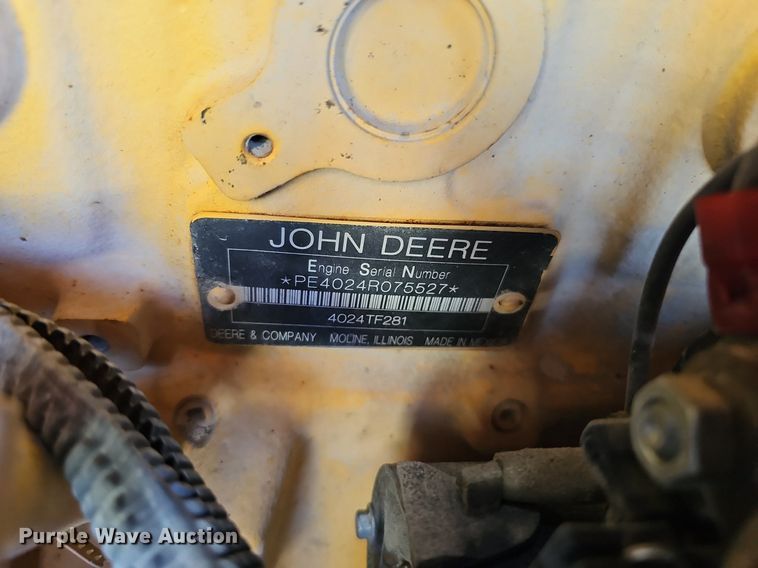 JOHN DEERE
Engine Serial Number
*PE4024R075527*
4024TF281
DEERE & COMPANY MOLINE, ILLINOIS MADE IN MEXICO
Purple Wave Auction